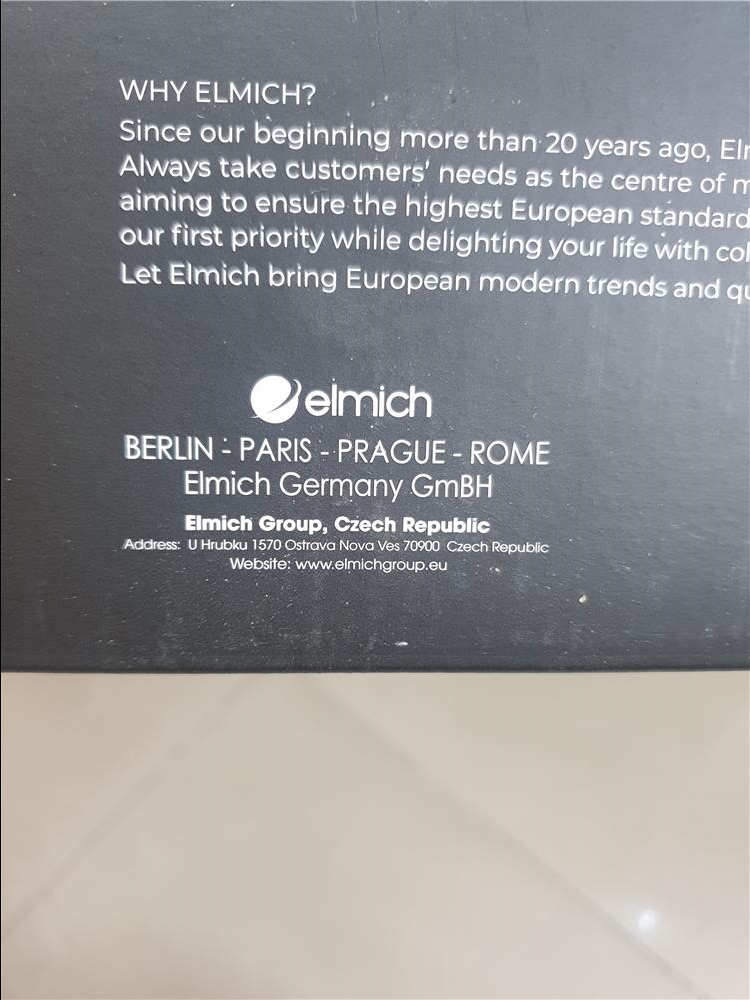 WHY ELMICH?
Since our beginning more than 20 years ago,
Always take customers' needs as the centre of
aiming to ensure the highest European standard
our first priority while delighting your life with
Let Elmich bring European modern trends and
elmich
BERLIN - PARIS - PRAGUE - ROME
Elmich Germany GmBH
Elmich Group, Czech Republic
Address: U Hrubku 1570 Ostrava Nova Ves 70900 Czech Republic
Website: www.elmichgroup.eu